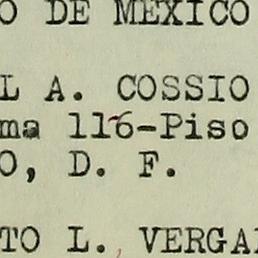 O DE MEXICO
L A. COSSIO
ma 116-Piso
O, D. F.
TO L. VERGA